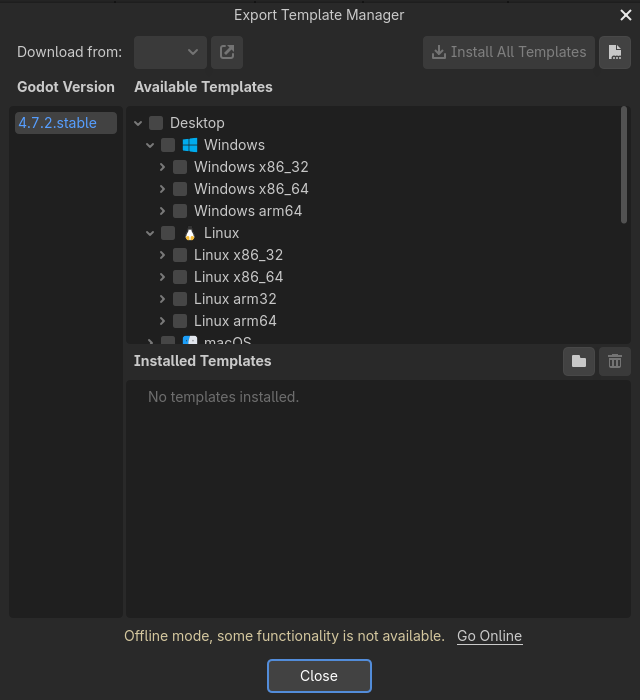 Export Template Manager
Download from:
Install All Templates
Godot Version
Available Templates
4.7.2.stable
Desktop
Windows
Windows x86_32
Windows x86_64
Windows arm64
Linux
Linux x86_32
Linux x86_64
Linux arm32
Linux arm64
macOS
Installed Templates
No templates installed.
Offline mode, some functionality is not available. Go Online
Close